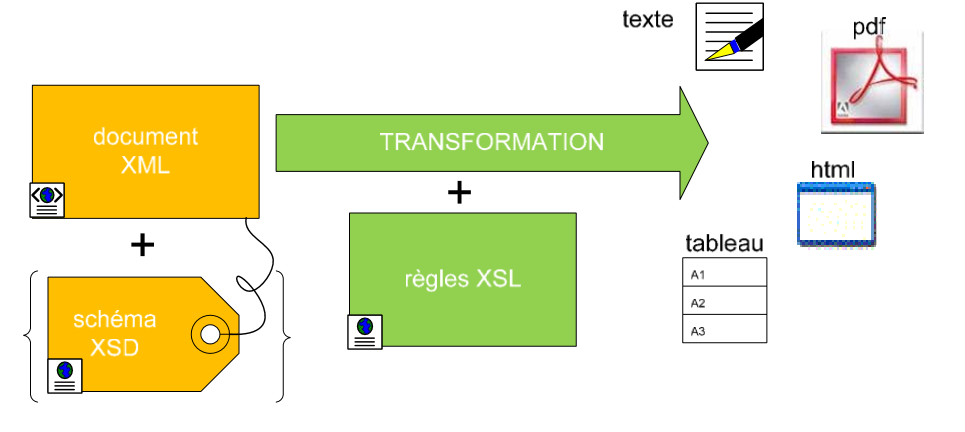 texte
pdf
document
XML
TRANSFORMATION
+
html
+
tableau
règles XSL
A1
A2
A3
schéma
XSD